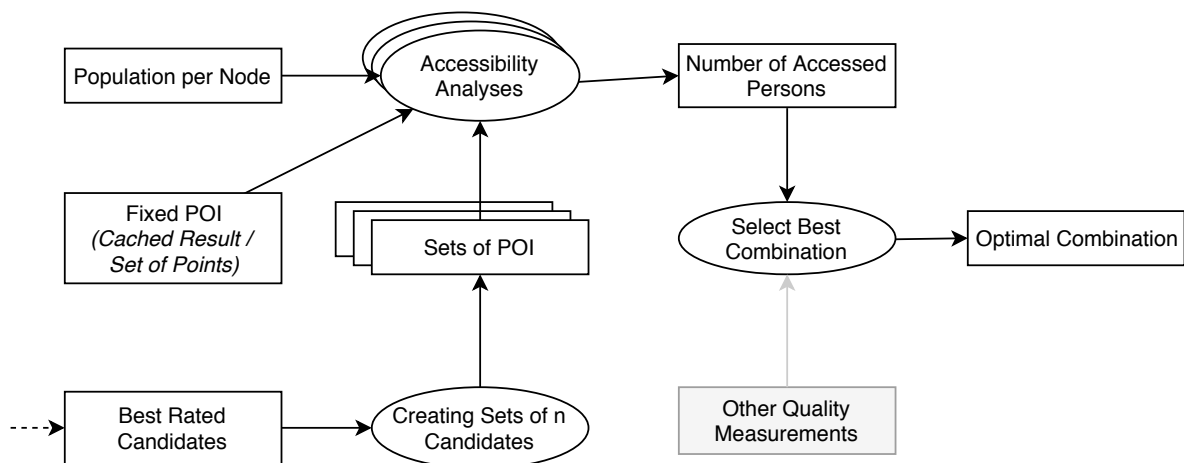 Population per Node
Accessibility
Analyses
Number of Accessed
Persons
Fixed POI
(Cached Result /
Set of Points)
Sets of POI
Select Best
Combination
Optimal Combination
Best Rated
Candidates
Creating Sets of n
Candidates
Other Quality
Measurements